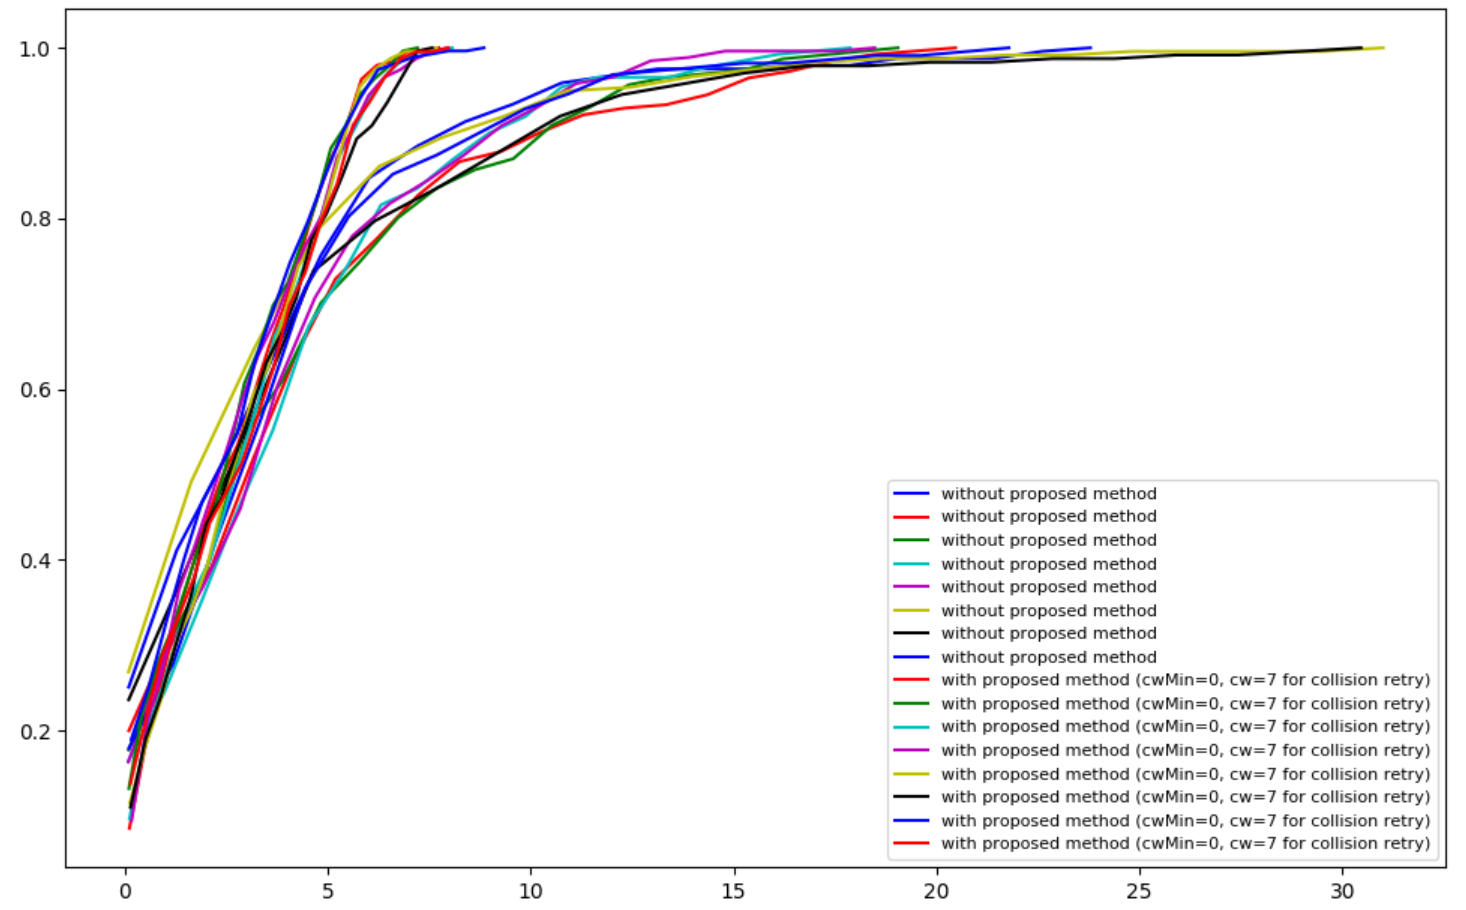 1.0
0.8
0.6
0.4
0.2
without proposed method
without proposed method
without proposed method
without proposed method
without proposed method
without proposed method
without proposed method
without proposed method
with proposed method (cwMin=0, cw=7 for collision retry)
with proposed method (cwMin=0, cw=7 for collision retry)
with proposed method (cwMin=0, cw=7 for collision retry)
with proposed method (cwMin=0, cw=7 for collision retry)
with proposed method (cwMin=0, cw=7 for collision retry)
with proposed method (cwMin=0, cw=7 for collision retry)
with proposed method (cwMin=0, cw=7 for collision retry)
with proposed method (cwMin=0, cw=7 for collision retry)
0 5 10 15 20 25 30